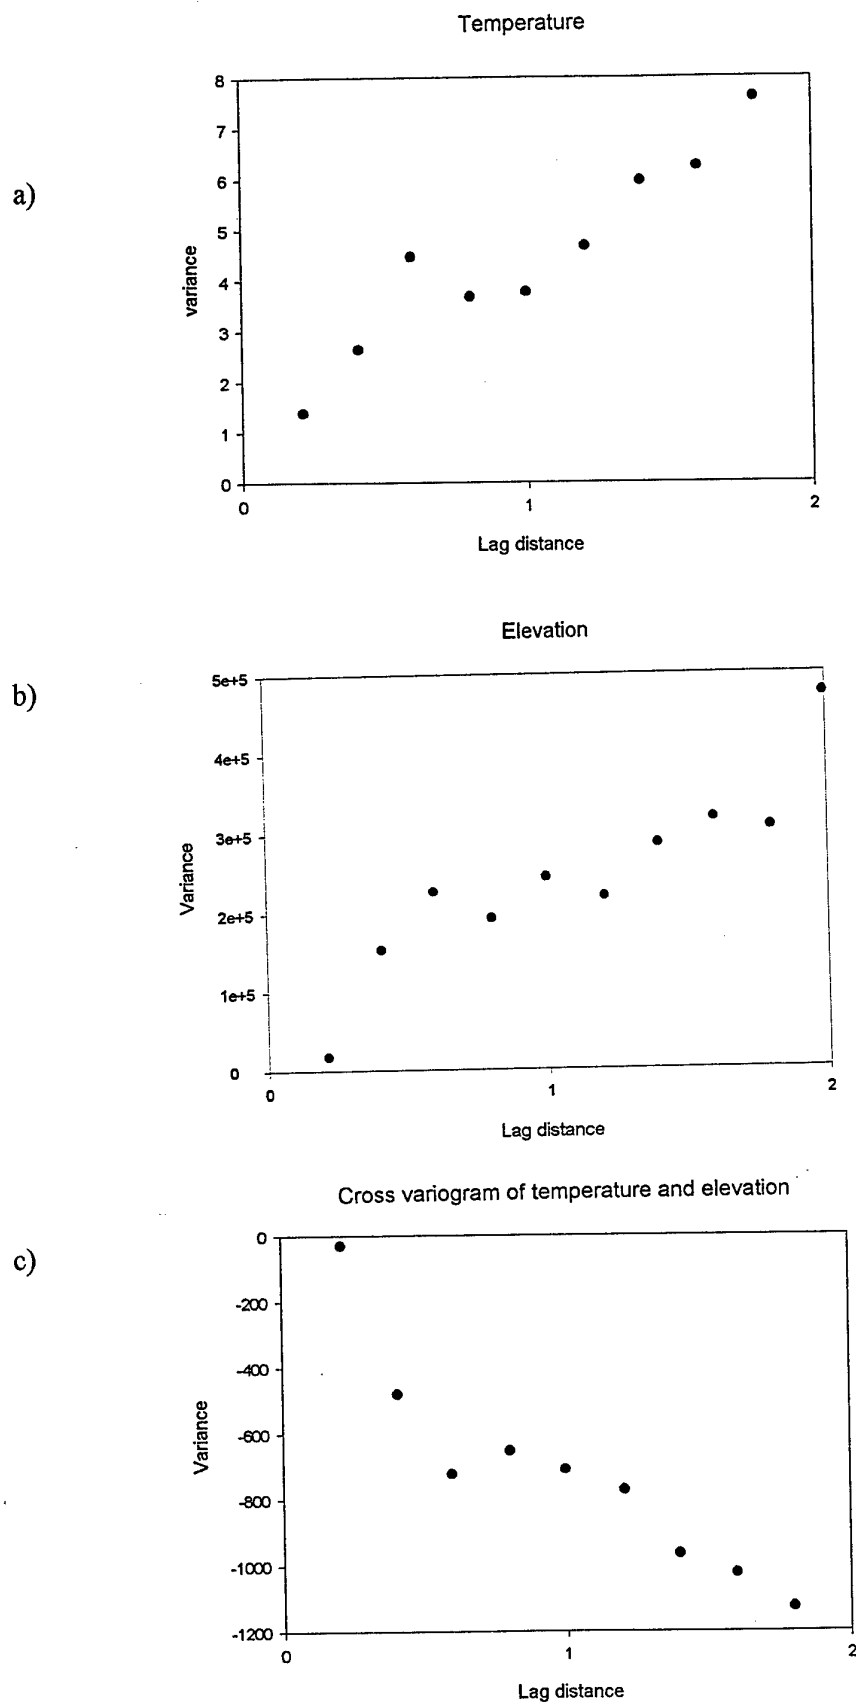 Temperature
a)
8
7
6
5
4
3
2
1
0
variance
0 1 2
Lag distance
Elevation
b)
5e+5
4e+5
3e+5
2e+5
1e+5
0
Variance
0 1 2
Lag distance
Cross variogram of temperature and elevation
c)
0
-200
-400
-600
-800
-1000
-1200
Variance
0 1 2
Lag distance